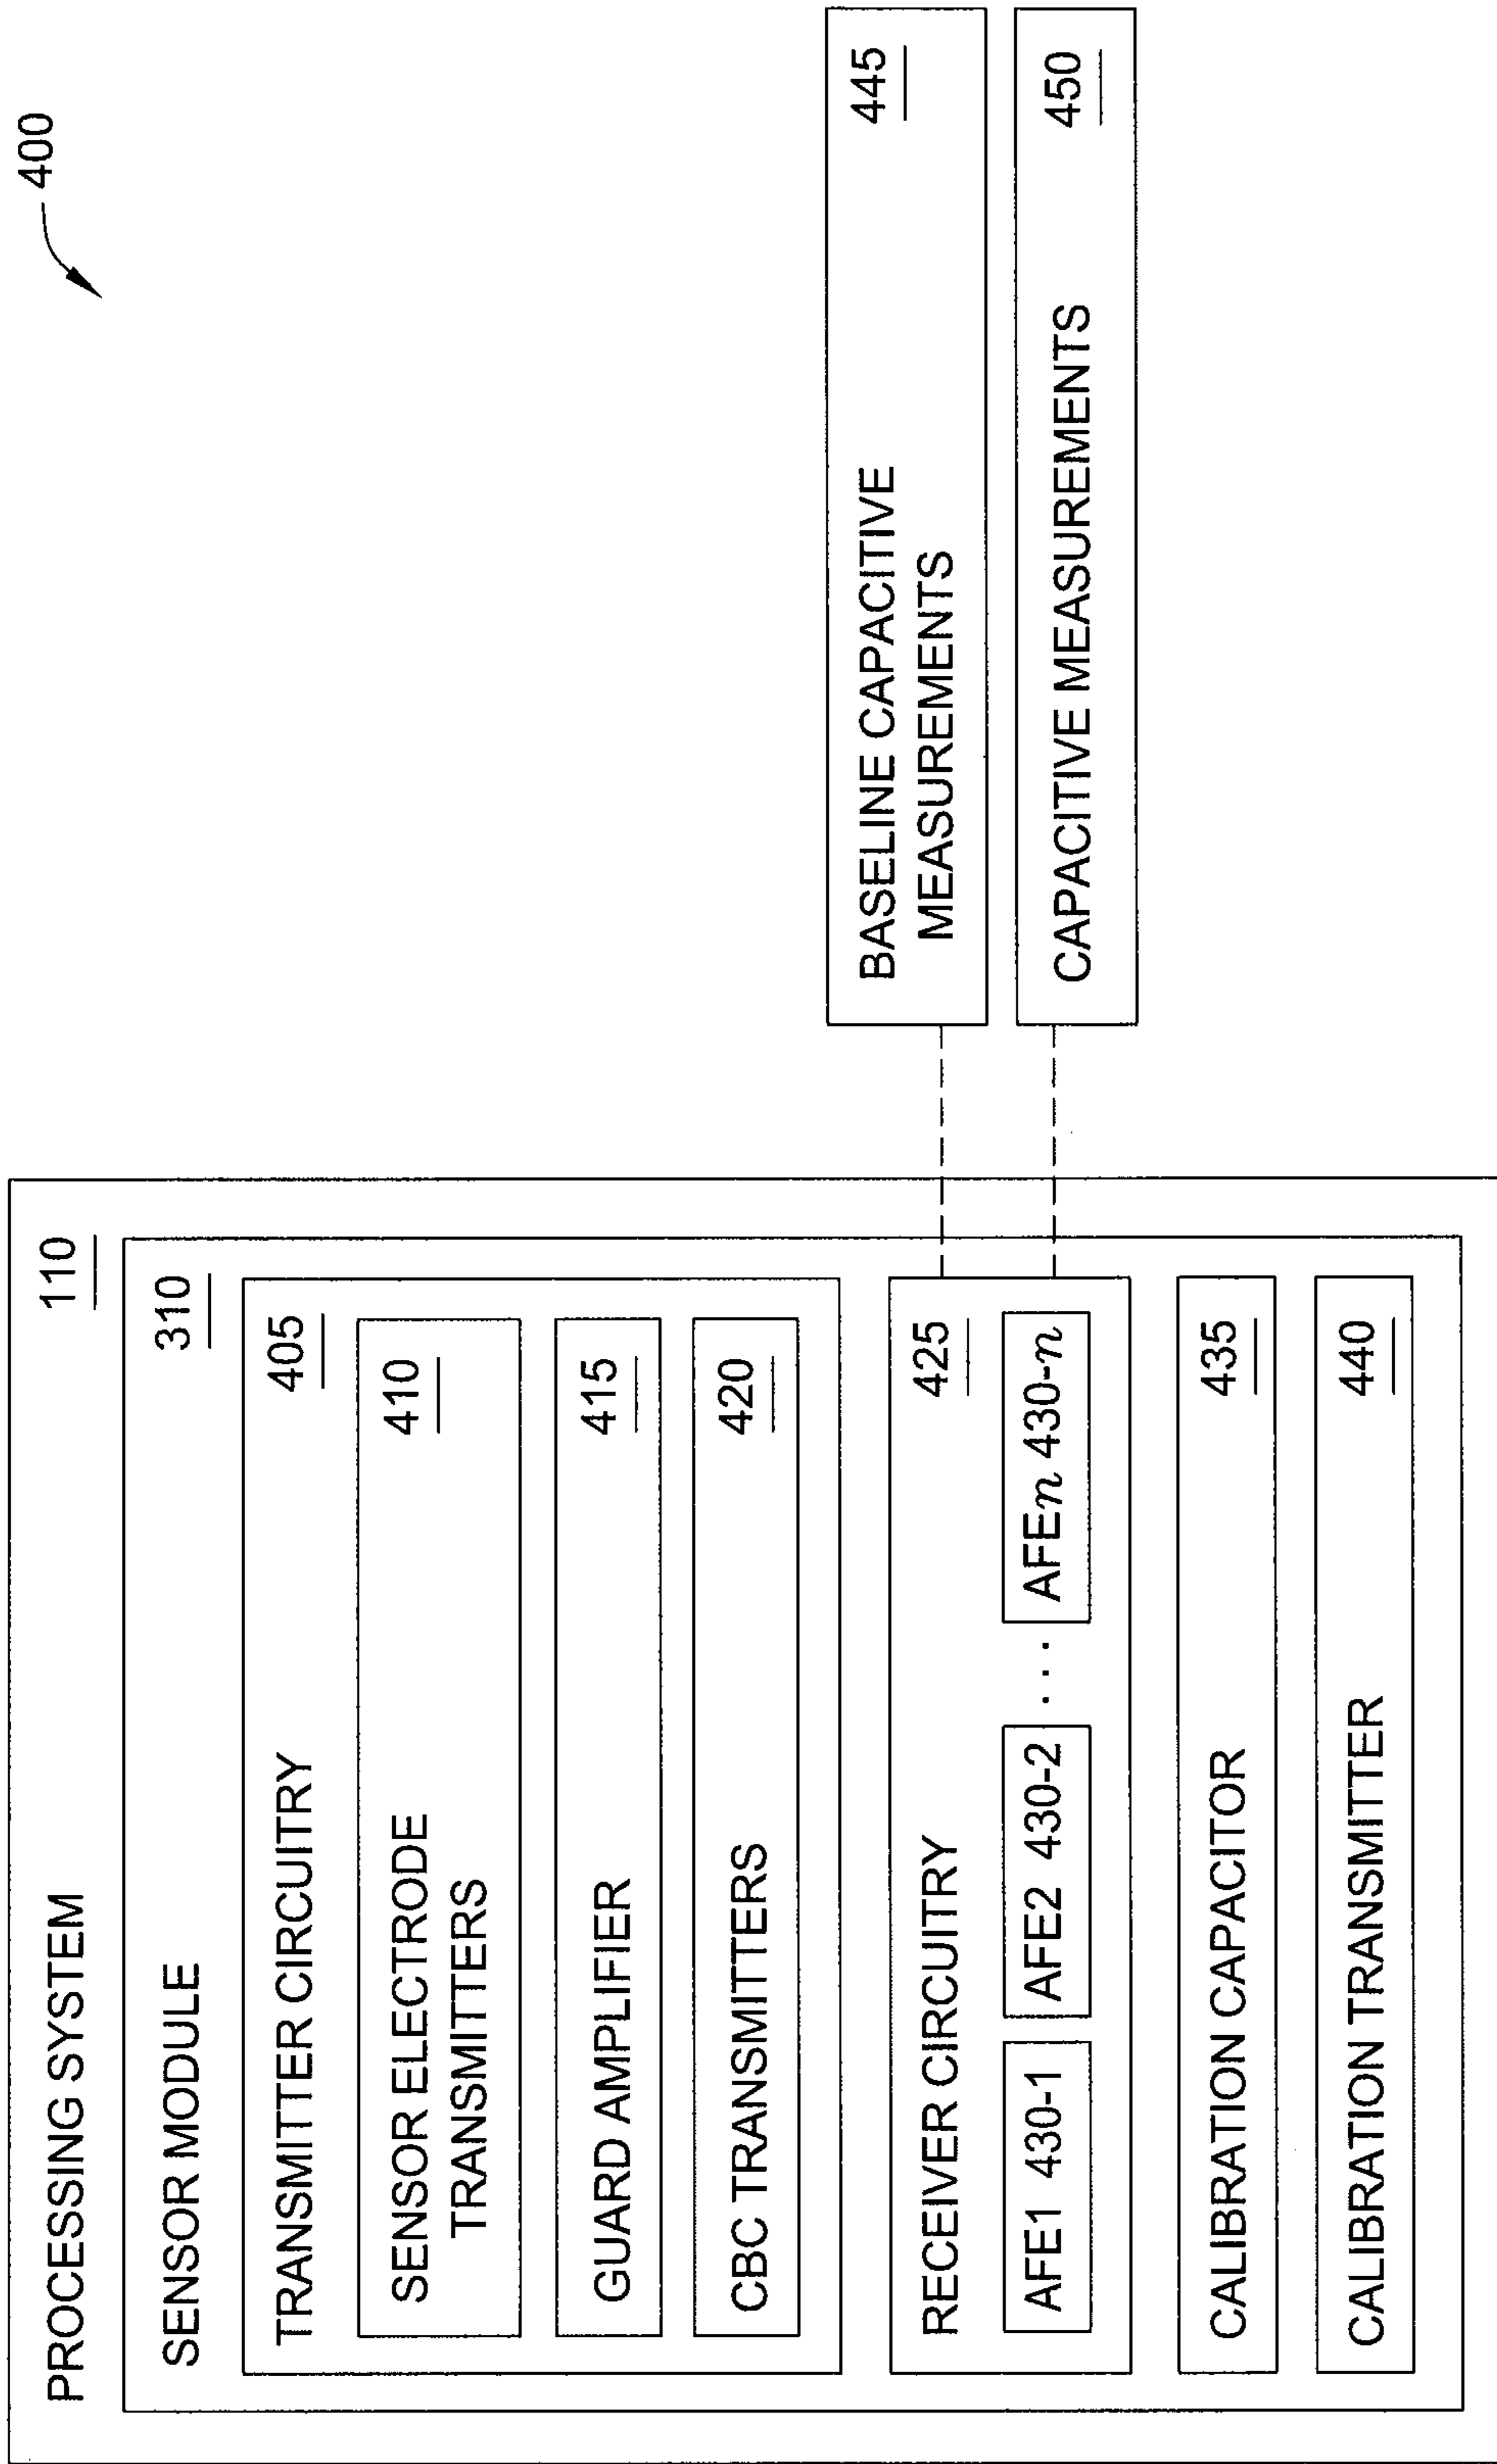 400
PROCESSING SYSTEM 110
SENSOR MODULE 310
TRANSMITTER CIRCUITRY 405
SENSOR ELECTRODE 410
TRANSMITTERS
GUARD AMPLIFIER 415
CBC TRANSMITTERS 420
RECEIVER CIRCUITRY 425
AFE1 430-1 AFE2 430-2 ... AFEn 430-n
CALIBRATION CAPACITOR 435
CALIBRATION TRANSMITTER 440
BASELINE CAPACITIVE 445
MEASUREMENTS
CAPACITIVE MEASUREMENTS 450